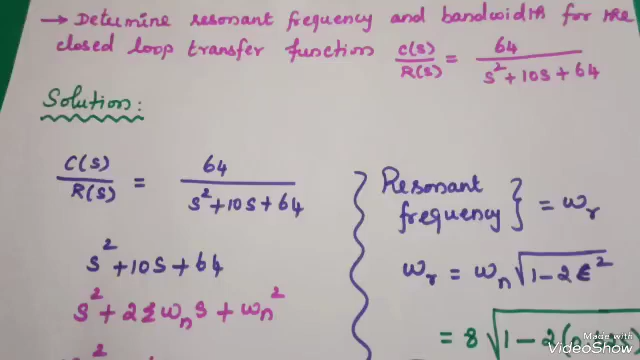 → Determine resonant frequency and bandwidth for the
closed loop transfer function C(S)/R(S) = 64/(S²+10S+64)
Solution:
C(S)/R(S) = 64/(S²+10S+64)
S²+10S+64
S²+2ξωₙS+ωₙ²
Resonant
frequency } = ωᵣ
ωᵣ = ωₙ√(1-2ξ²)
= 8√(1-2(0.
Made with
VideoShow